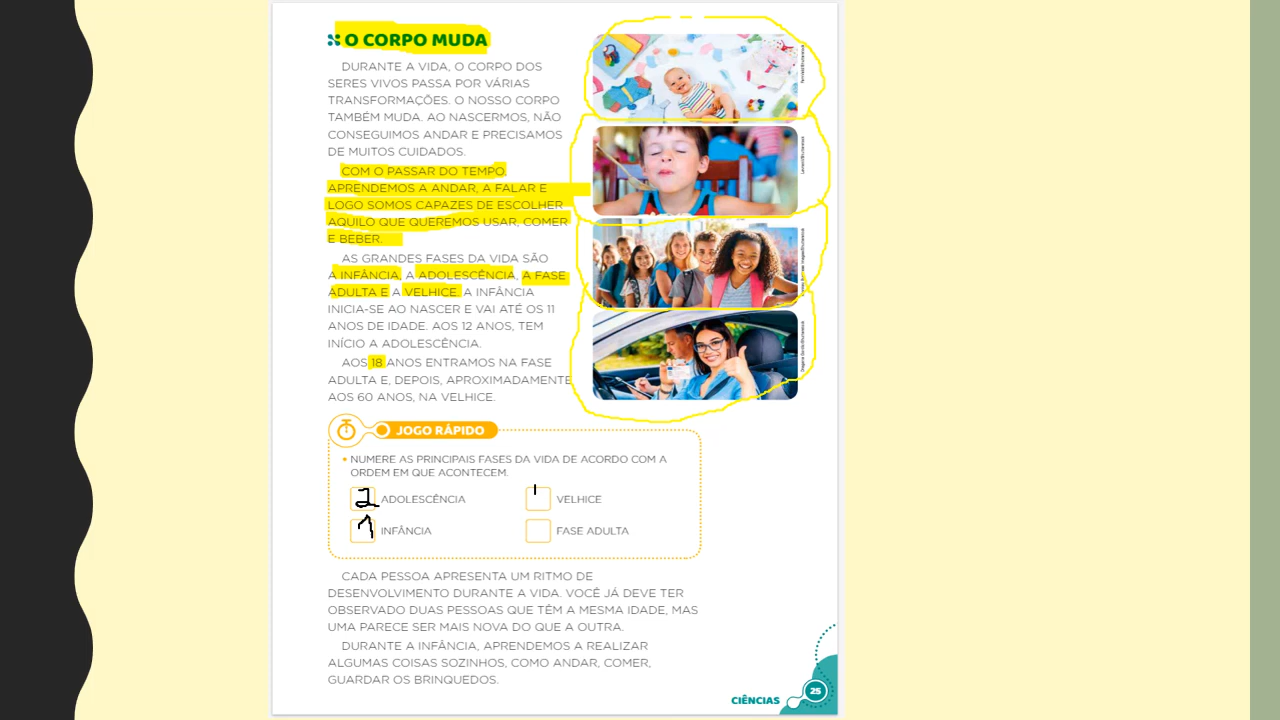 O CORPO MUDA
DURANTE A VIDA, O CORPO DOS
SERES VIVOS PASSA POR VÁRIAS
TRANSFORMAÇÕES. O NOSSO CORPO
TAMBÉM MUDA. AO NASCERMOS, NÃO
CONSEGUIMOS ANDAR E PRECISAMOS
DE MUITOS CUIDADOS.
COM O PASSAR DO TEMPO,
APRENDEMOS A ANDAR, A FALAR E
LOGO SOMOS CAPAZES DE ESCOLHER
AQUILO QUE QUEREMOS USAR, COMER
E BEBER.
AS GRANDES FASES DA VIDA SÃO
A INFÂNCIA, A ADOLESCÊNCIA, A FASE
ADULTA E A VELHICE. A INFÂNCIA
INICIA-SE AO NASCER E VAI ATÉ OS 11
ANOS DE IDADE. AOS 12 ANOS, TEM
INÍCIO A ADOLESCÊNCIA.
AOS 18 ANOS ENTRAMOS NA FASE
ADULTA E, DEPOIS, APROXIMADAMENTE
AOS 60 ANOS, NA VELHICE.
JOGO RÁPIDO
NUMERE AS PRINCIPAIS FASES DA VIDA DE ACORDO COM A
ORDEM EM QUE ACONTECEM.
2 ADOLESCÊNCIA
VELHICE
1 INFÂNCIA
FASE ADULTA
CADA PESSOA APRESENTA UM RITMO DE
DESENVOLVIMENTO DURANTE A VIDA. VOCÊ JÁ DEVE TER
OBSERVADO DUAS PESSOAS QUE TÊM A MESMA IDADE, MAS
UMA PARECE SER MAIS NOVA DO QUE A OUTRA.
DURANTE A INFÂNCIA, APRENDEMOS A REALIZAR
ALGUMAS COISAS SOZINHOS, COMO ANDAR, COMER,
GUARDAR OS BRINQUEDOS.
CIÊNCIAS 25